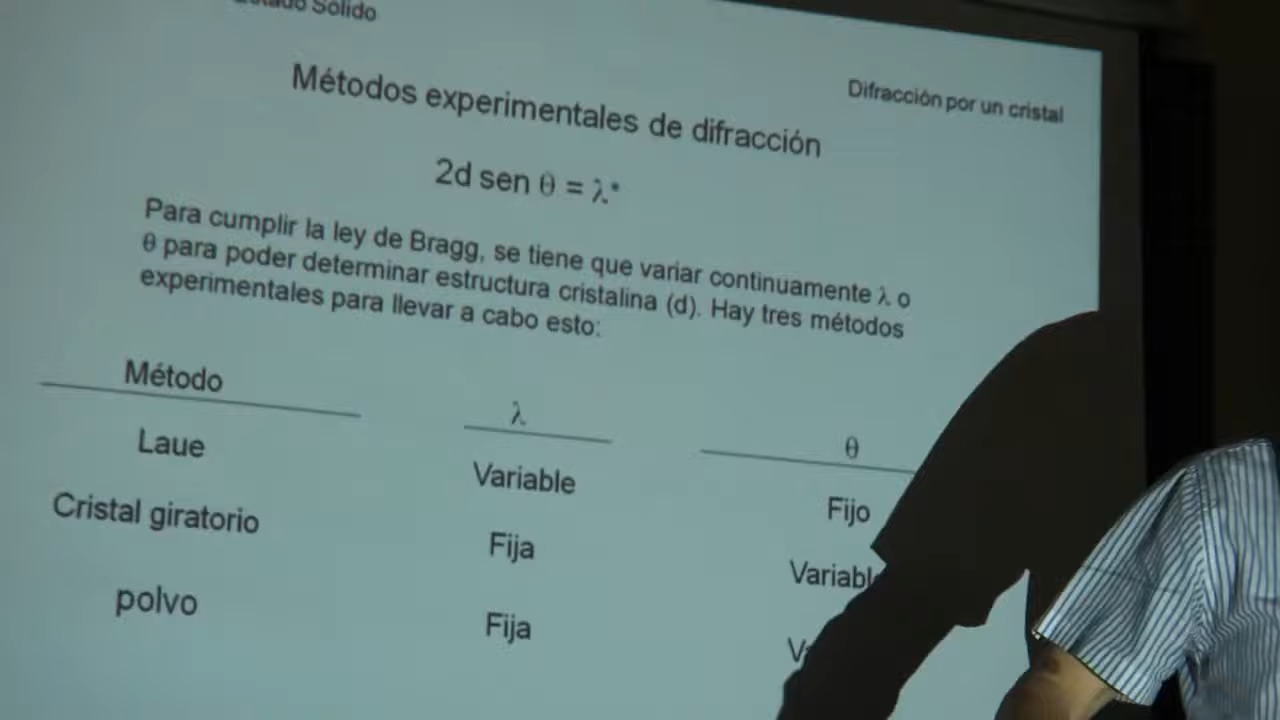 Estado Sólido
Difracción por un cristal
Métodos experimentales de difracción
2d sen θ = λ
Para cumplir la ley de Bragg, se tiene que variar continuamente λ o
θ para poder determinar estructura cristalina (d). Hay tres métodos
experimentales para llevar a cabo esto:
Método λ θ
Laue Variable Fijo
Cristal giratorio Fija Variabl
polvo Fija